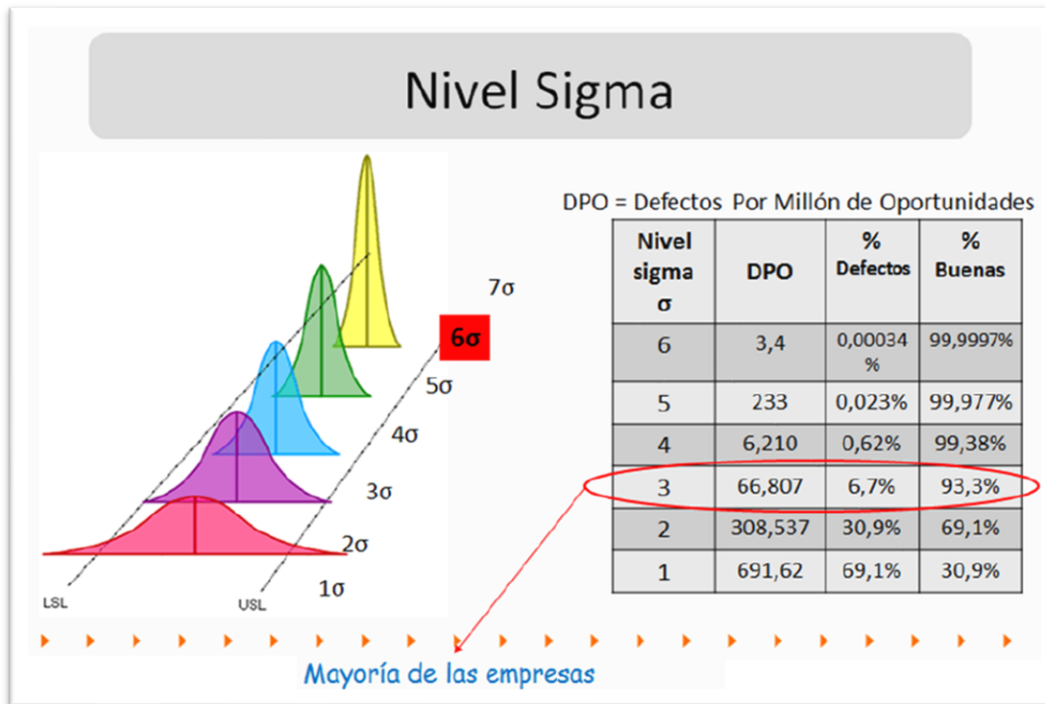 Nivel Sigma
7σ
6σ
5σ
4σ
3σ
2σ
1σ
LSL
USL
DPO = Defectos Por Millón de Oportunidades
Nivel sigma σ DPO % Defectos % Buenas
6 3,4 0,00034 % 99,9997%
5 233 0,023% 99,977%
4 6,210 0,62% 99,38%
3 66,807 6,7% 93,3%
2 308,537 30,9% 69,1%
1 691,62 69,1% 30,9%
Mayoría de las empresas